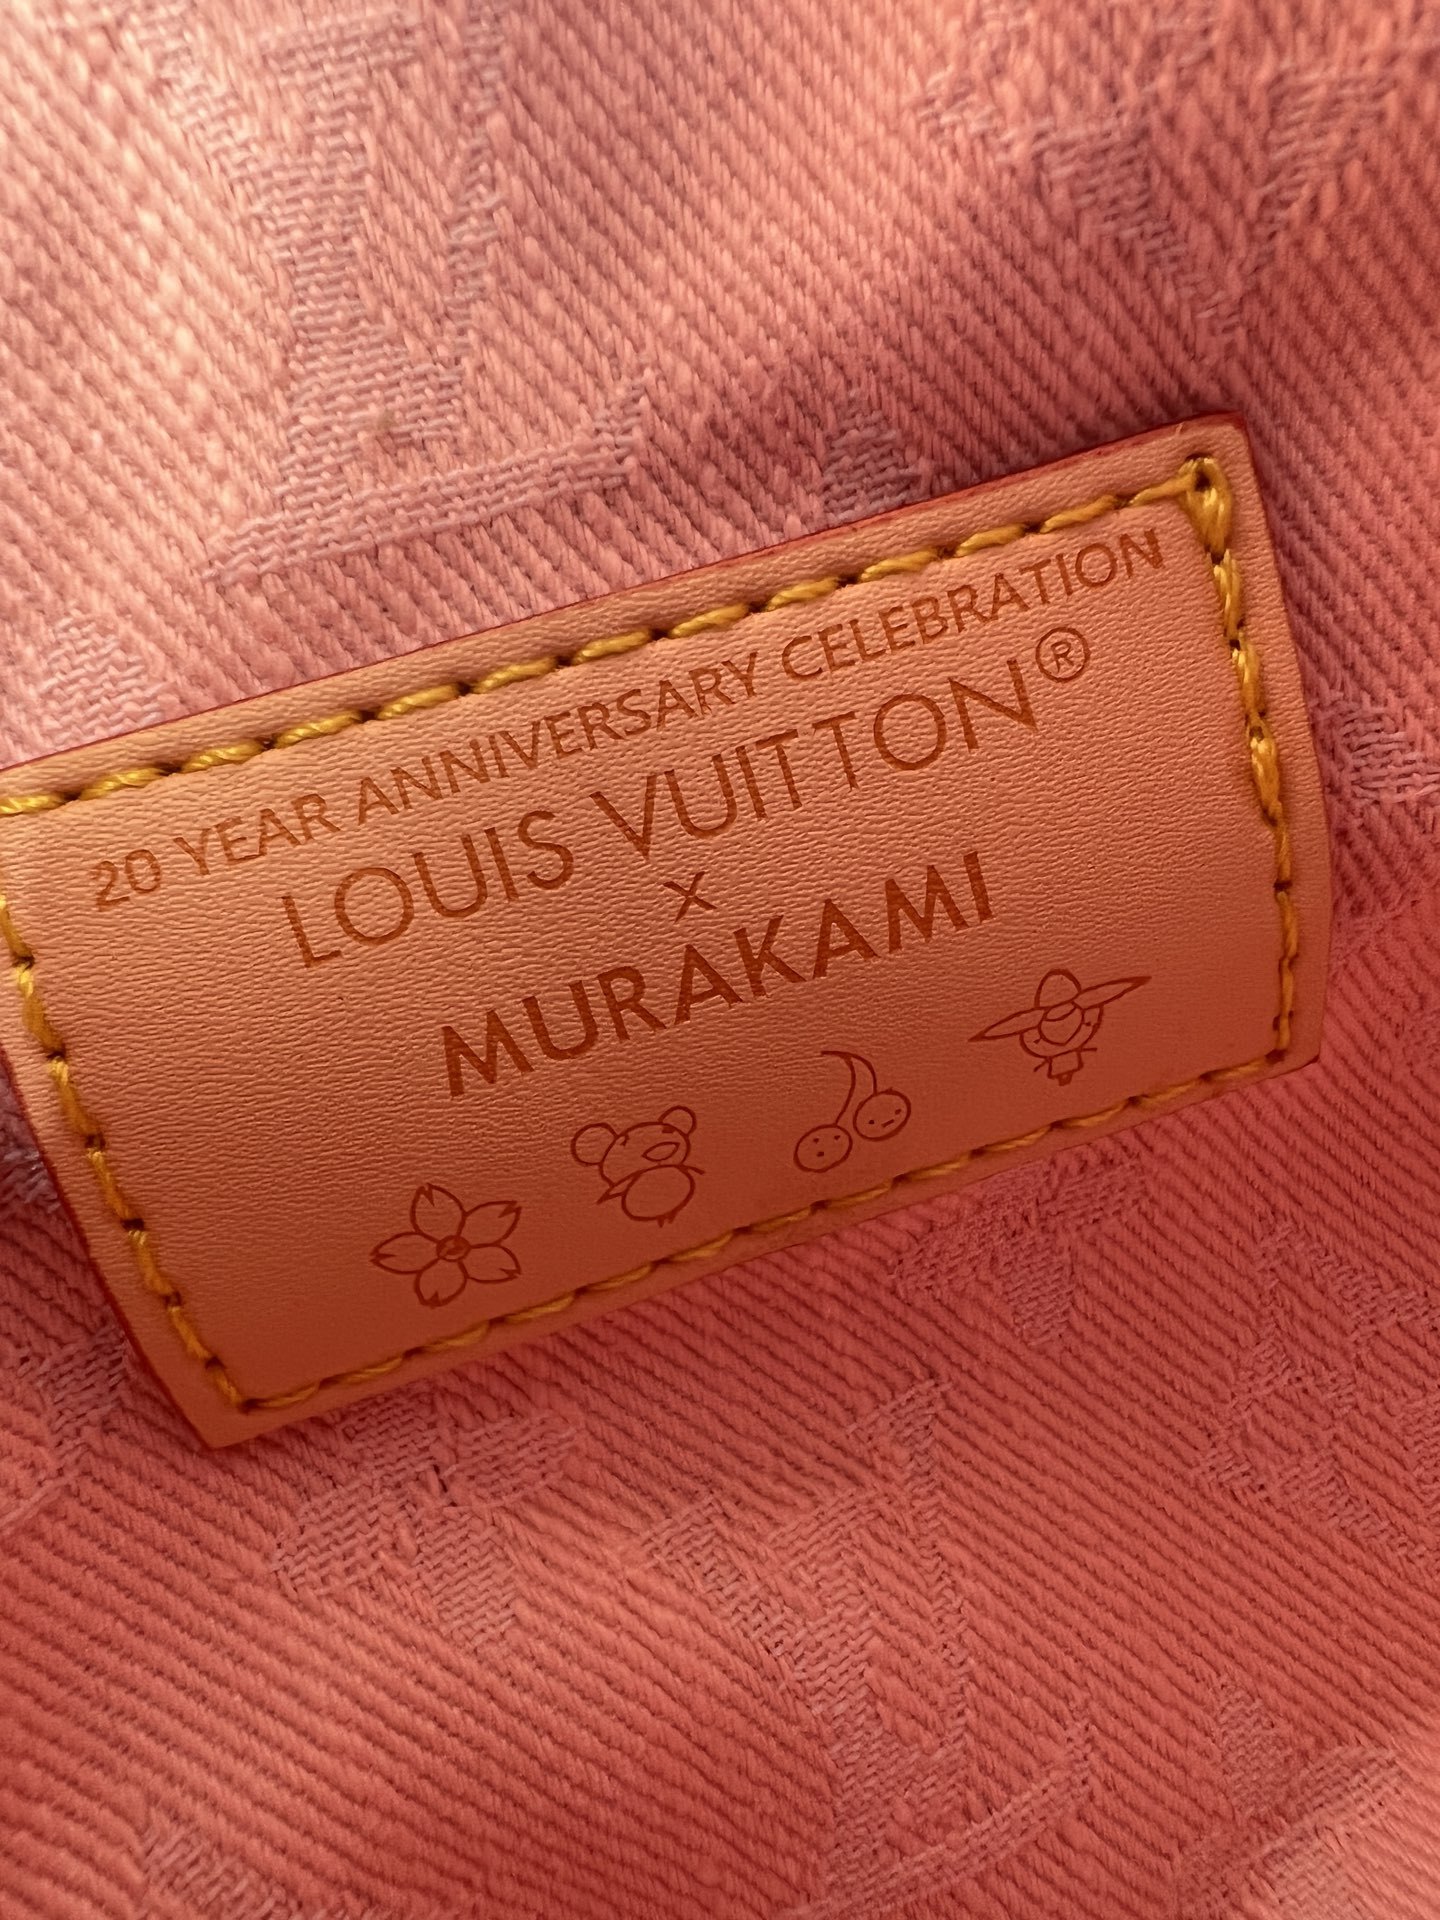 20 YEAR ANNIVERSARY CELEBRATION
LOUIS VUITTON®
x
MURAKAMI